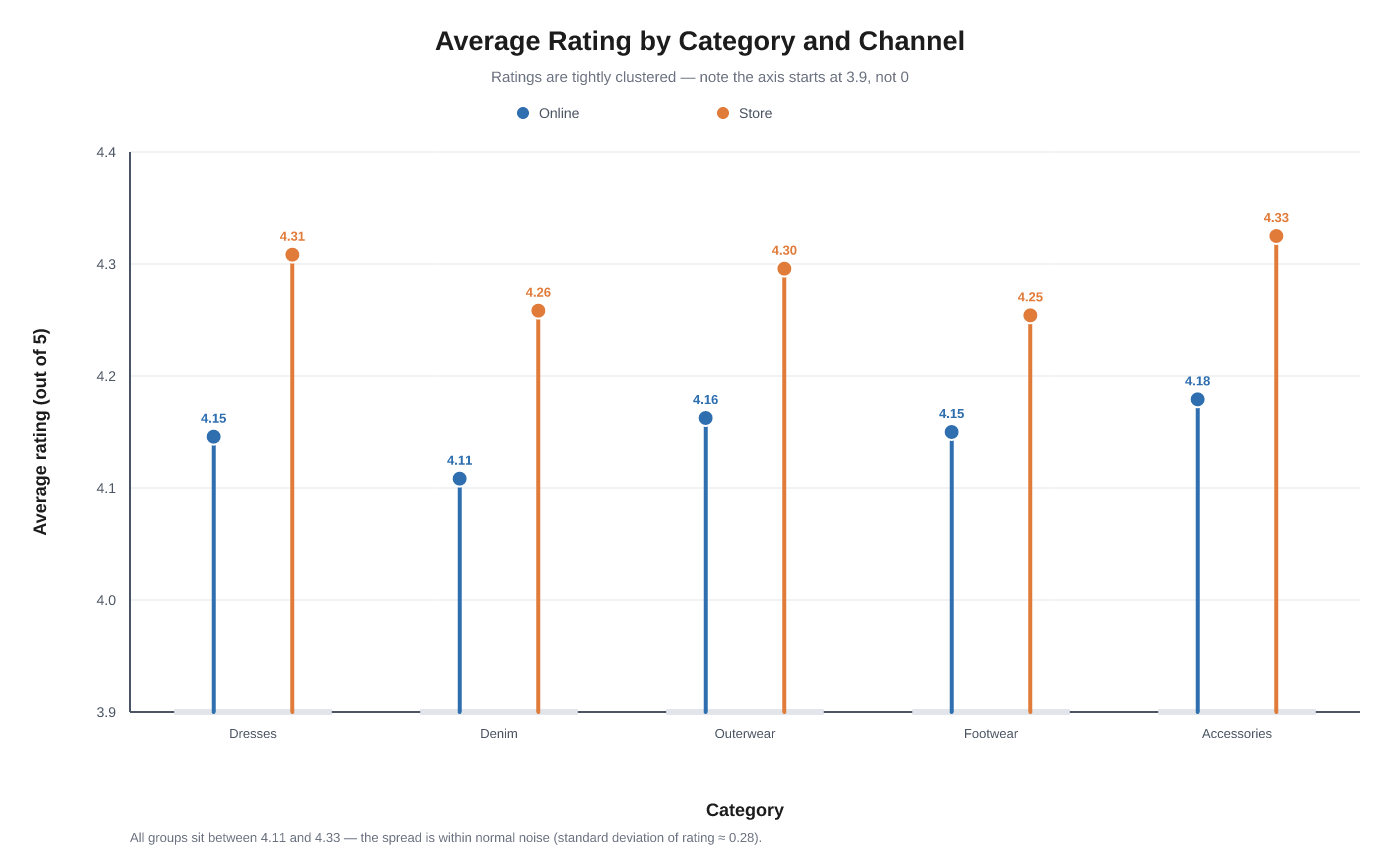 Average Rating by Category and Channel
Ratings are tightly clustered — note the axis starts at 3.9, not 0
Online Store
4.4
4.3
4.2
4.1
4.0
3.9
Average rating (out of 5)
4.15 4.31 4.11 4.26 4.16 4.30 4.15 4.25 4.18 4.33
Dresses Denim Outerwear Footwear Accessories
Category
All groups sit between 4.11 and 4.33 — the spread is within normal noise (standard deviation of rating ≈ 0.28).